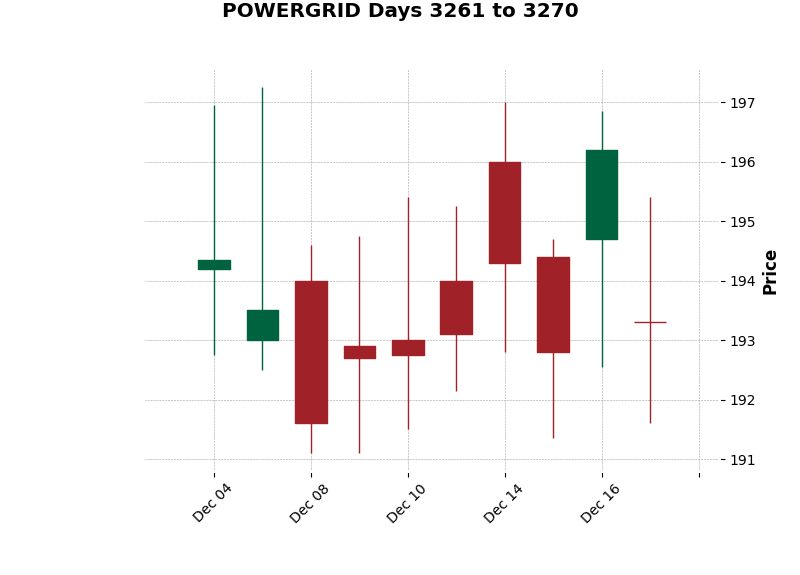 POWERGRID Days 3261 to 3270
197
196
195
194
193
192
191
Price
Dec 04
Dec 08
Dec 10
Dec 14
Dec 16